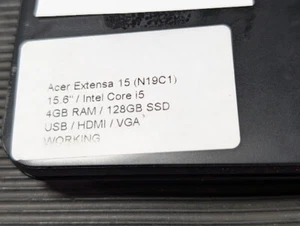 Acer Extensa 15 (N19C1)
15.6" / Intel Core i5
4GB RAM / 128GB SSD
USB / HDMI / VGA
WORKING